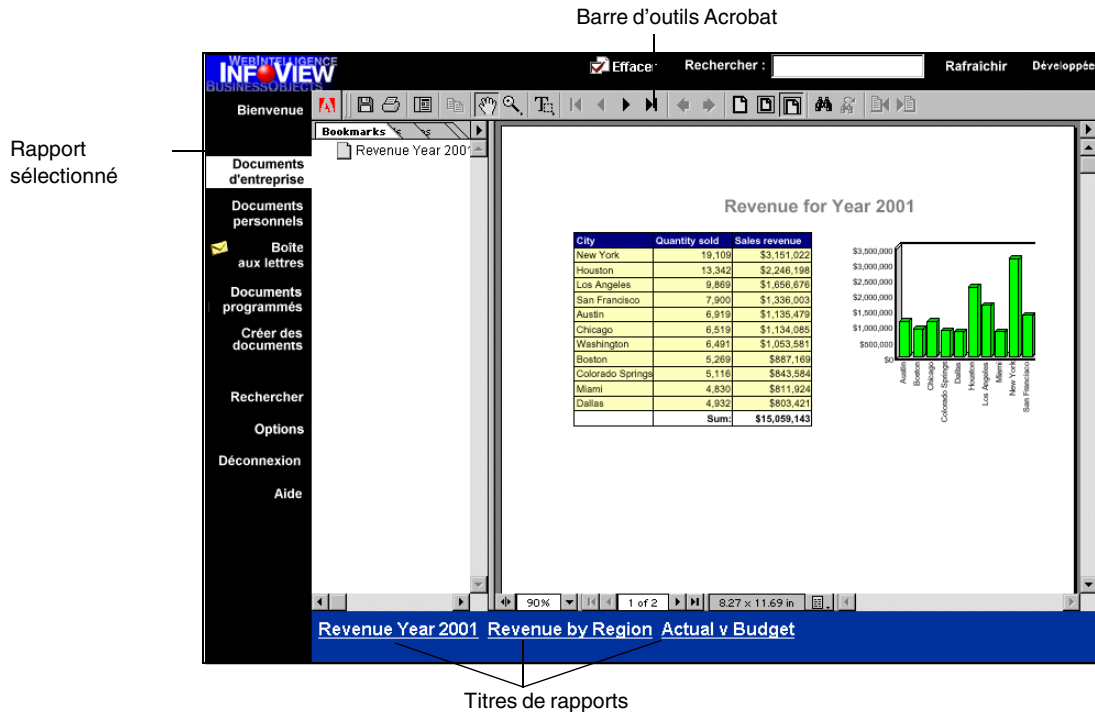 Barre d'outils Acrobat
WEBINTELLIGENCE
INFOVIEW
BUSINESSOBJECTS
Effacer
Rechercher :
Rafraîchir
Développée
Rapport
sélectionné
Bienvenue
Documents
d'entreprise
Documents
personnels
Boîte
aux lettres
Documents
programmés
Créer des
documents
Rechercher
Options
Déconnexion
Aide
Bookmarks
Revenue Year 2001
Revenue for Year 2001
City Quantity sold Sales revenue
New York 19,109 $3,151,022
Houston 13,342 $2,246,198
Los Angeles 9,869 $1,656,676
San Francisco 7,900 $1,336,003
Austin 6,919 $1,135,479
Chicago 6,519 $1,134,085
Washington 6,491 $1,053,581
Boston 5,269 $887,169
Colorado Springs 5,116 $843,584
Miami 4,830 $811,924
Dallas 4,932 $803,421
Sum: $15,059,143
$3,500,000
$3,000,000
$2,500,000
$2,000,000
$1,500,000
$1,000,000
$500,000
$0
Austin
Boston
Chicago
Colorado Springs
Dallas
Houston
Los Angeles
Miami
New York
San Francisco
90% 1 of 2 8.27 x 11.69 in
Revenue Year 2001 Revenue by Region Actual v Budget
Titres de rapports